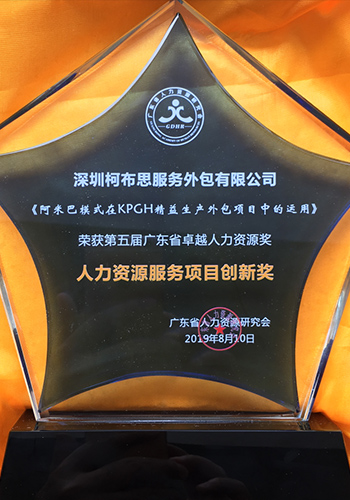 GDHR
深圳柯布思服务外包有限公司
《阿米巴模式在KPGH精益生产外包项目中的运用》
荣获第五届广东省卓越人力资源奖
人力资源服务项目创新奖
广东省人力资源研究会
2019年8月10日